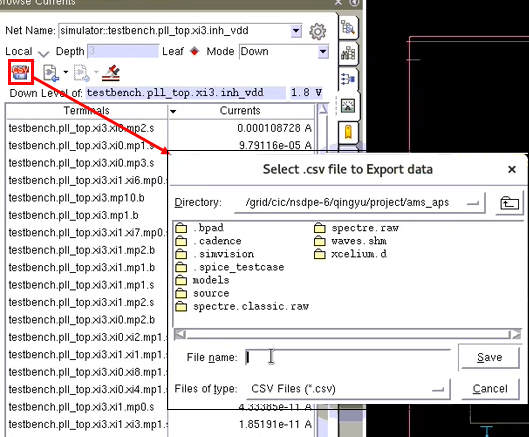 Browse Currents
Net Name: simulator::testbench.pll_top.xi3.inh_vdd
Local Depth 3 Leaf Mode Down
CSV
Down Level of: testbench.pll_top.xi3.inh_vdd 1.8 V
Terminals Currents
testbench.pll_top.xi3.xi0.mp2.s 0.000108728 A
testbench.pll_top.xi3.xi0.mp1.s 9.79116e-05 A
testbench.pll_top.xi3.xi0.mp3.s
testbench.pll_top.xi3.xi1.xi6.mp0.
testbench.pll_top.xi3.mp10.b
testbench.pll_top.xi3.mp1.b
testbench.pll_top.xi3.xi1.xi7.mp0.
testbench.pll_top.xi3.xi1.mp2.b
testbench.pll_top.xi3.xi1.mp1.b
testbench.pll_top.xi3.xi1.mp1.s
testbench.pll_top.xi3.xi1.mp2.s
testbench.pll_top.xi3.xi0.mp2.b
testbench.pll_top.xi3.xi0.xi2.mp1.
testbench.pll_top.xi3.xi1.xi1.mp1.
testbench.pll_top.xi3.xi0.xi8.mp1.
testbench.pll_top.xi3.xi0.xi4.mp1.
testbench.pll_top.xi3.xi1.mp0.s 4.33385e-11 A
testbench.pll_top.xi3.xi1.xi3.mp1. 1.85191e-11 A
Select .csv file to Export data
Directory: /grid/cic/nsdpe-6/qingyu/project/ams_aps
.bpad
.cadence
.simvision
.spice_testcase
models
source
spectre.classic.raw
spectre.raw
waves.shm
xcelium.d
File name: Save
Files of type: CSV Files (*.csv) Cancel